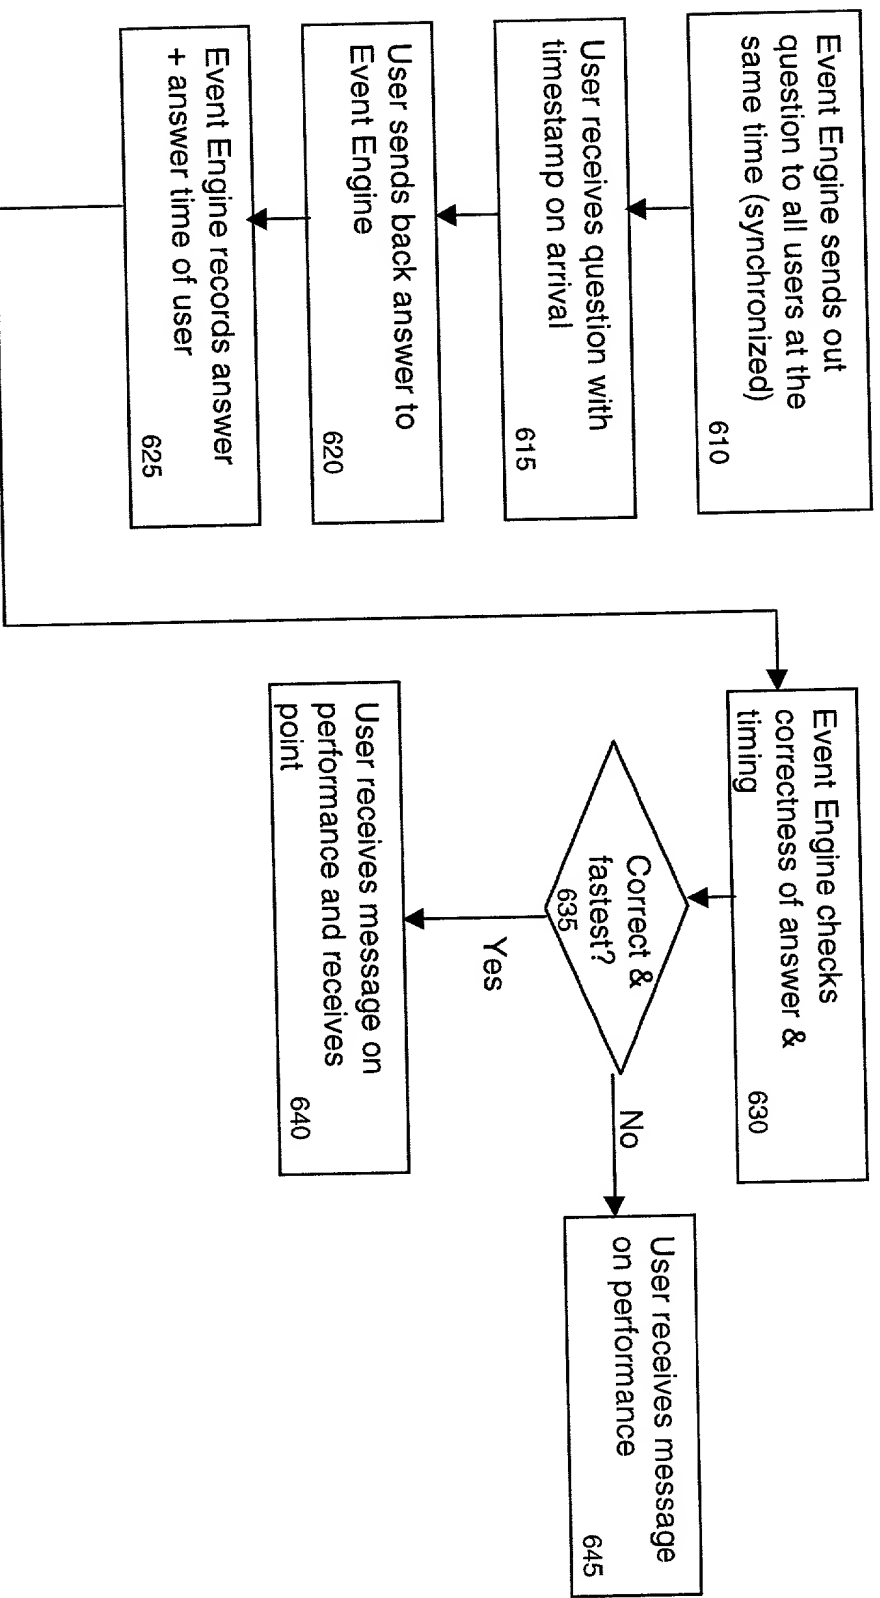 Event Engine sends out
question to all users at the
same time (synchronized)
610
User receives question with
timestamp on arrival
615
User sends back answer to
Event Engine
620
Event Engine records answer
+ answer time of user
625
Event Engine checks
correctness of answer &
timing
630
Correct &
fastest?
635
Yes
No
User receives message on
performance and receives
point
640
User receives message
on performance
645